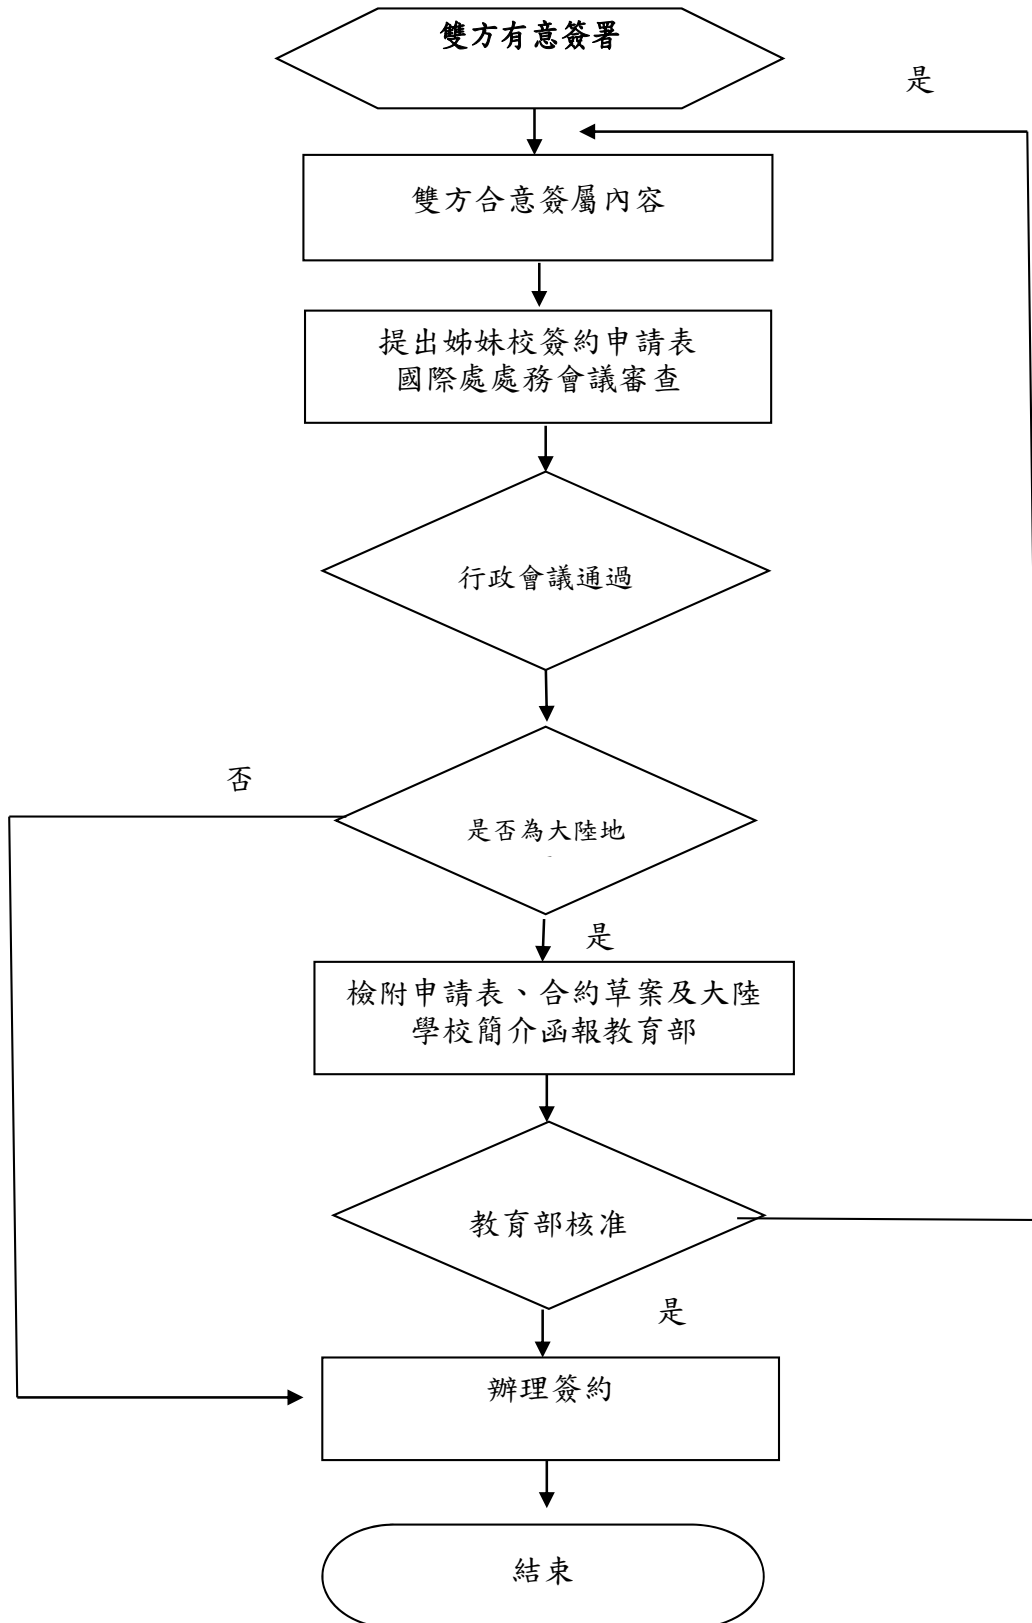 雙方有意簽署
是
雙方合意簽屬內容
提出姊妹校簽約申請表
國際處處務會議審查
行政會議通過
否
是否為大陸地
是
檢附申請表、合約草案及大陸
學校簡介函報教育部
教育部核准
是
辦理簽約
結束